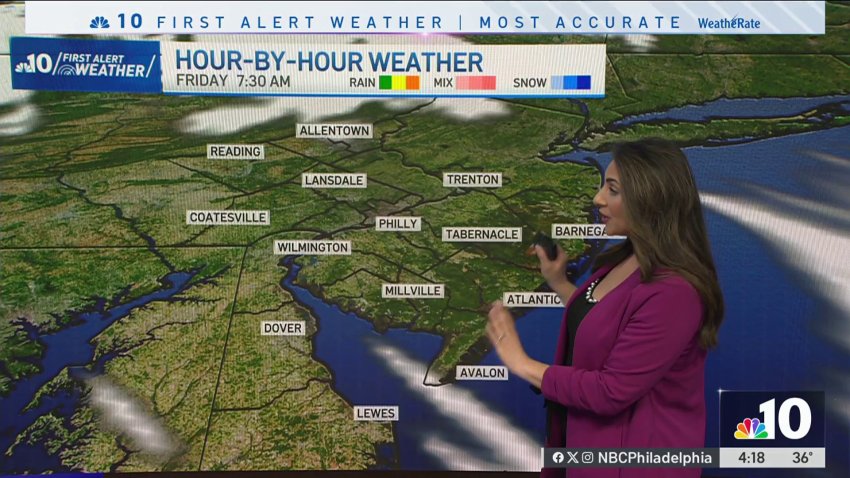 10 FIRST ALERT WEATHER | MOST ACCURATE WeatheRate
10 FIRST ALERT WEATHER
HOUR-BY-HOUR WEATHER
FRIDAY 7:30 AM RAIN MIX SNOW
ALLENTOWN
READING
LANSDALE
TRENTON
COATESVILLE
PHILLY
TABERNACLE
BARNEGA
WILMINGTON
MILLVILLE
ATLANTIC
DOVER
AVALON
LEWES
10
NBCPhiladelphia
4:18 36°